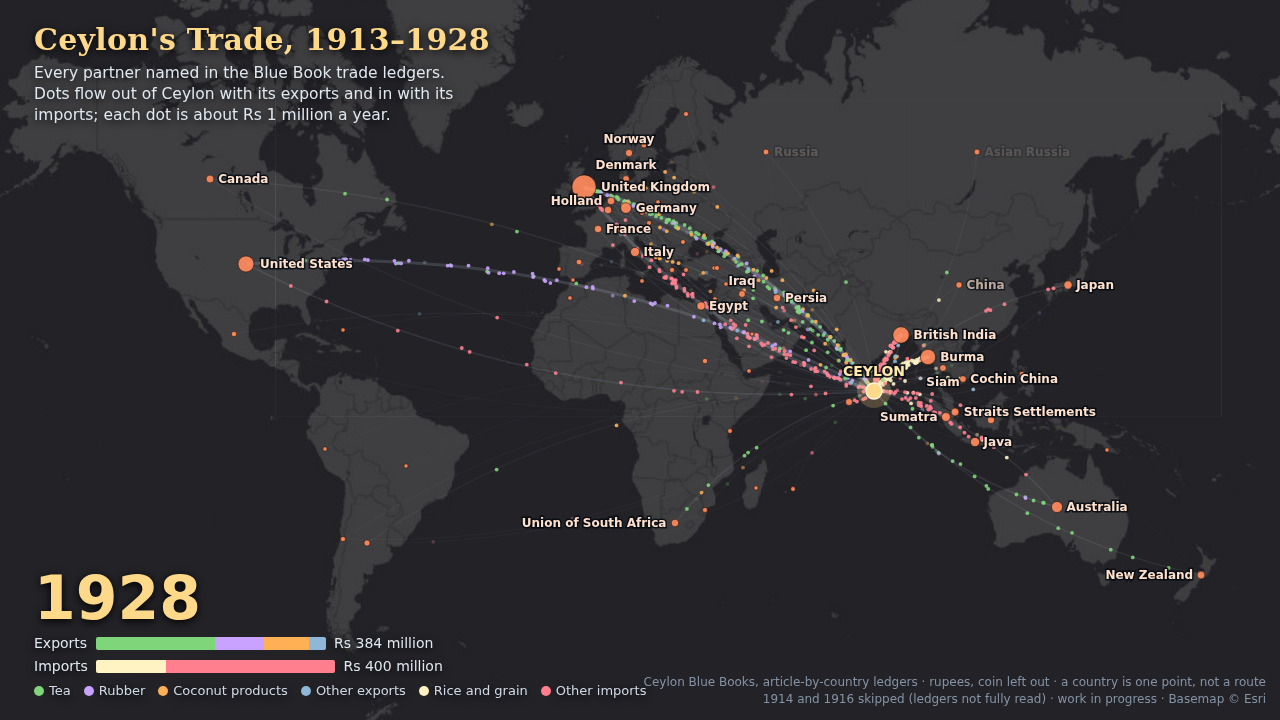 Ceylon's Trade, 1913–1928
Every partner named in the Blue Book trade ledgers.
Dots flow out of Ceylon with its exports and in with its
imports; each dot is about Rs 1 million a year.
Norway
Russia
Asian Russia
Denmark
Canada
United Kingdom
Holland
Germany
France
Italy
United States
Iraq
China
Japan
Persia
Egypt
British India
Burma
CEYLON
Siam
Cochin China
Sumatra
Straits Settlements
Java
Australia
Union of South Africa
New Zealand
1928
Exports Rs 384 million
Imports Rs 400 million
Tea Rubber Coconut products Other exports Rice and grain Other imports
Ceylon Blue Books, article-by-country ledgers · rupees, coin left out · a country is one point, not a route
1914 and 1916 skipped (ledgers not fully read) · work in progress · Basemap © Esri